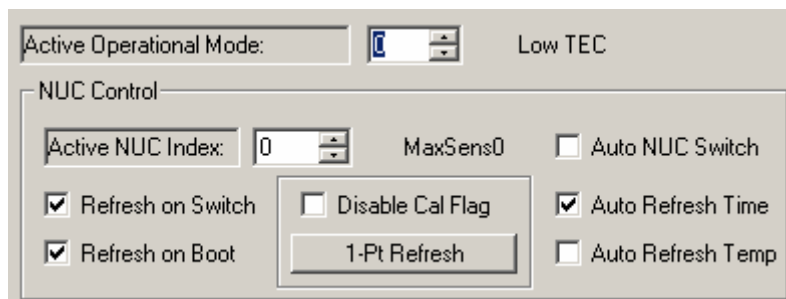 Active Operational Mode: 0 Low TEC
NUC Control
Active NUC Index: 0 MaxSens0 Auto NUC Switch
Refresh on Switch Disable Cal Flag Auto Refresh Time
Refresh on Boot 1-Pt Refresh Auto Refresh Temp